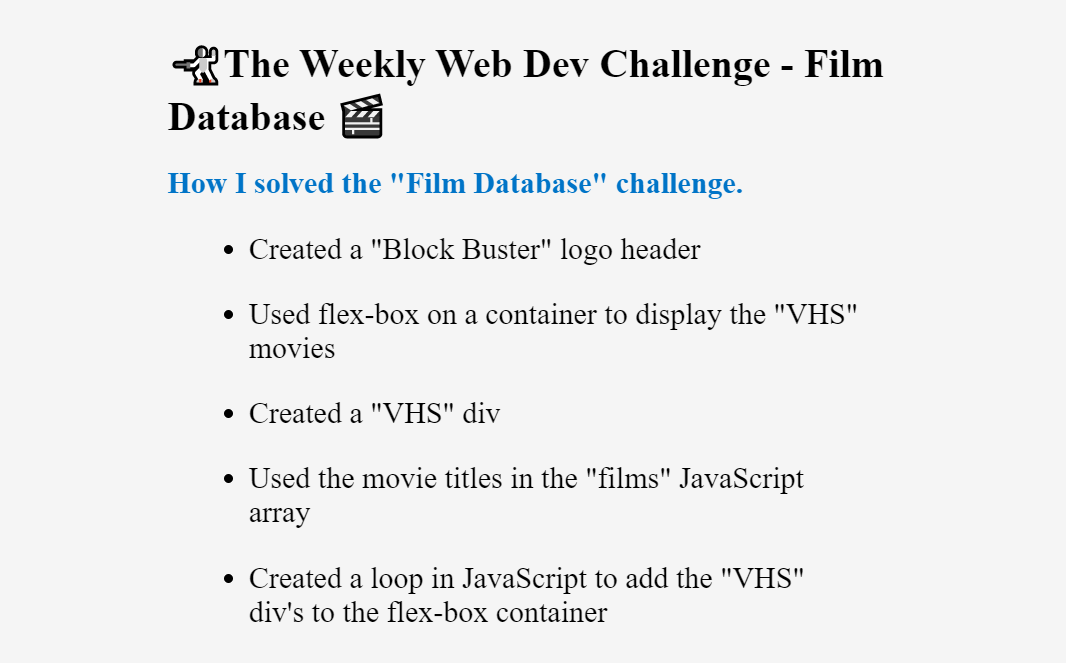 The Weekly Web Dev Challenge - Film
Database
How I solved the "Film Database" challenge.
• Created a "Block Buster" logo header
• Used flex-box on a container to display the "VHS"
movies
• Created a "VHS" div
• Used the movie titles in the "films" JavaScript
array
• Created a loop in JavaScript to add the "VHS"
div's to the flex-box container